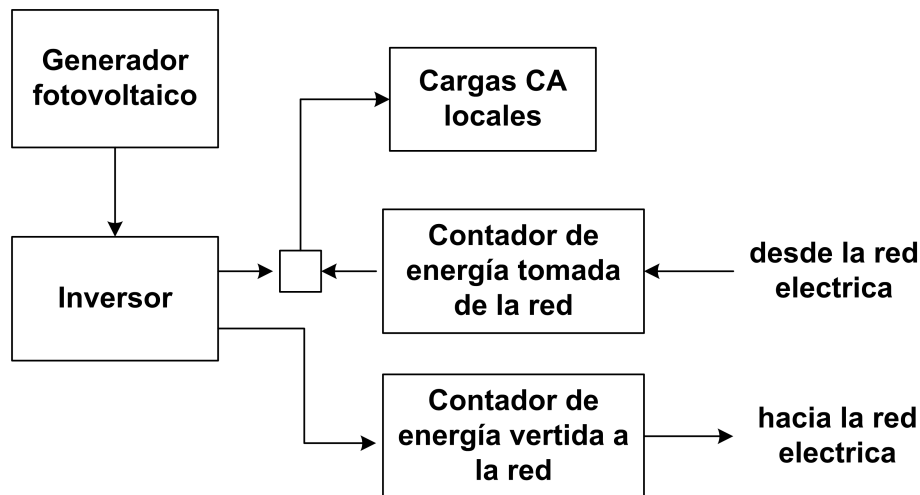 Generador
fotovoltaico
Cargas CA
locales
Inversor
Contador de
energía tomada
de la red
desde la red
electrica
Contador de
energía vertida a
la red
hacia la red
electrica